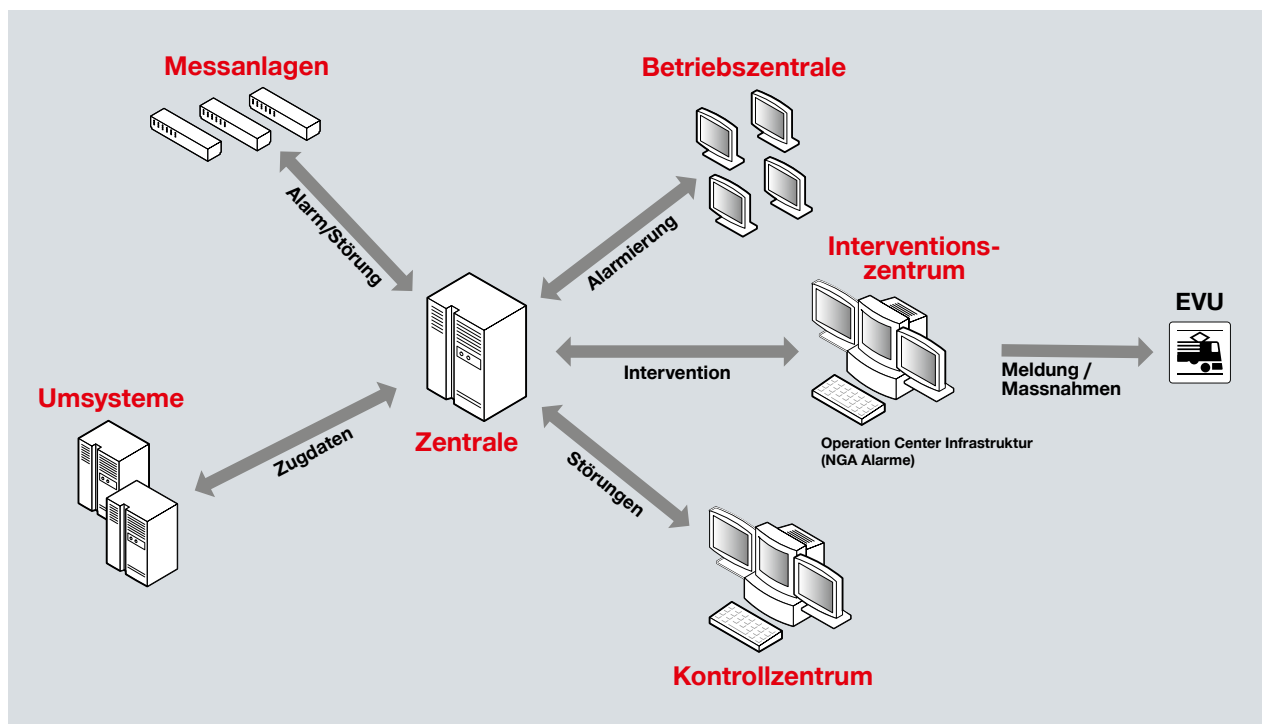 Messanlagen
Betriebszentrale
Alarm/Störung
Alarmierung
Interventions-
zentrum
EVU
Intervention
Meldung /
Massnahmen
Umsysteme
Zugdaten
Zentrale
Operation Center Infrastruktur
(NGA Alarme)
Störungen
Kontrollzentrum